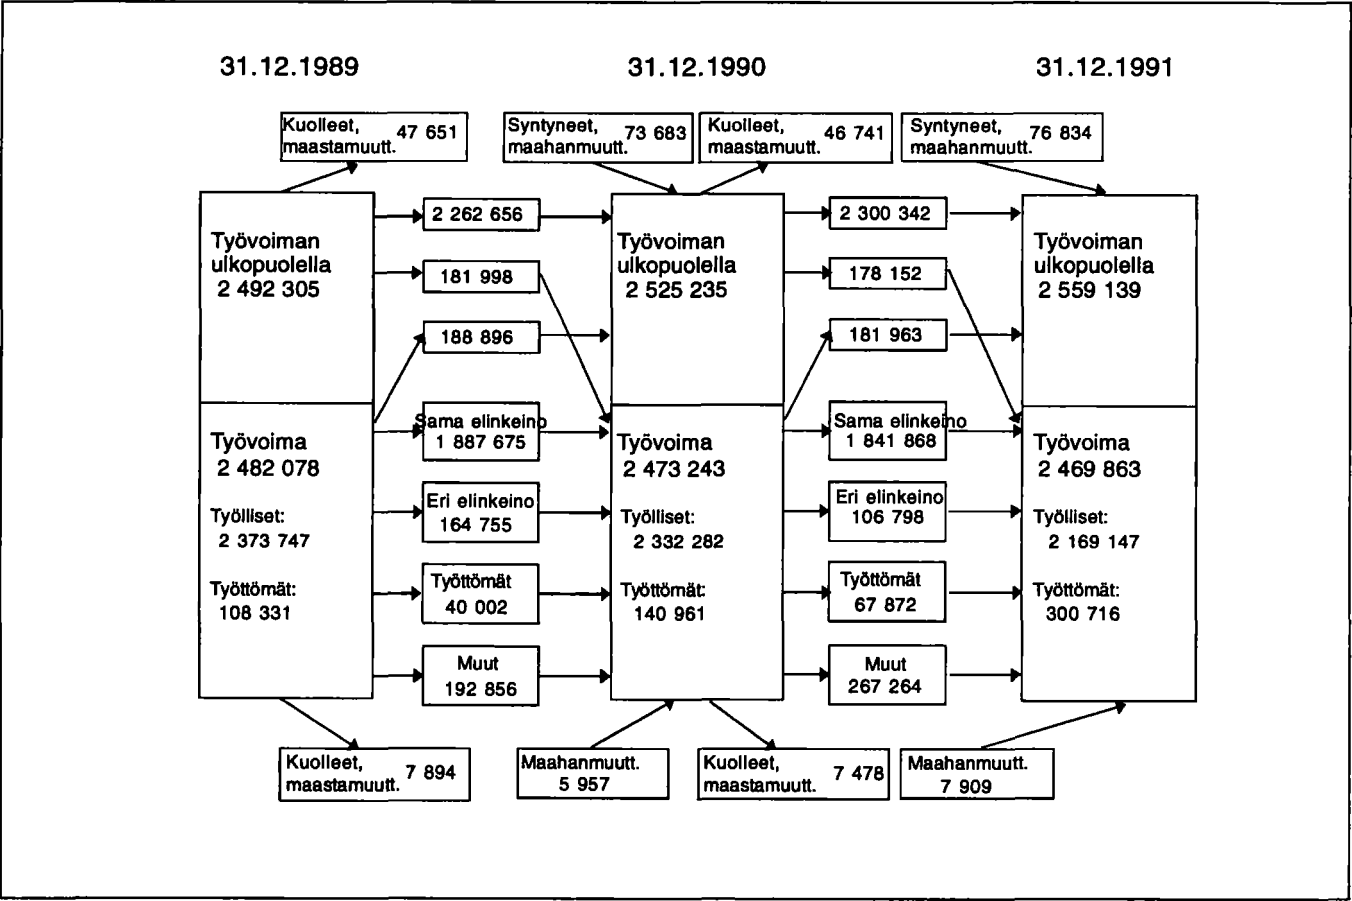 31.12.1989
31.12.1990
31.12.1991
Kuolleet,
maastamuutt.
47 651
Syntyneet,
maahanmuutt.
73 683
Kuolleet,
maastamuutt.
46 741
Syntyneet,
maahanmuutt.
76 834
Työvoiman
ulkopuolella
2 492 305
2 262 656
181 998
188 896
Työvoiman
ulkopuolella
2 525 235
2 300 342
178 152
181 963
Työvoiman
ulkopuolella
2 559 139
Työvoima
2 482 078
Työlliset:
2 373 747
Työttömät:
108 331
Sama elinkeino
1 887 675
Eri elinkeino
164 755
Työttömät
40 002
Muut
192 856
Työvoima
2 473 243
Työlliset:
2 332 282
Työttömät:
140 961
Sama elinkeino
1 841 868
Eri elinkeino
106 798
Työttömät
67 872
Muut
267 264
Työvoima
2 469 863
Työlliset:
2 169 147
Työttömät:
300 716
Kuolleet,
maastamuutt.
7 894
Maahanmuutt.
5 957
Kuolleet,
maastamuutt.
7 478
Maahanmuutt.
7 909